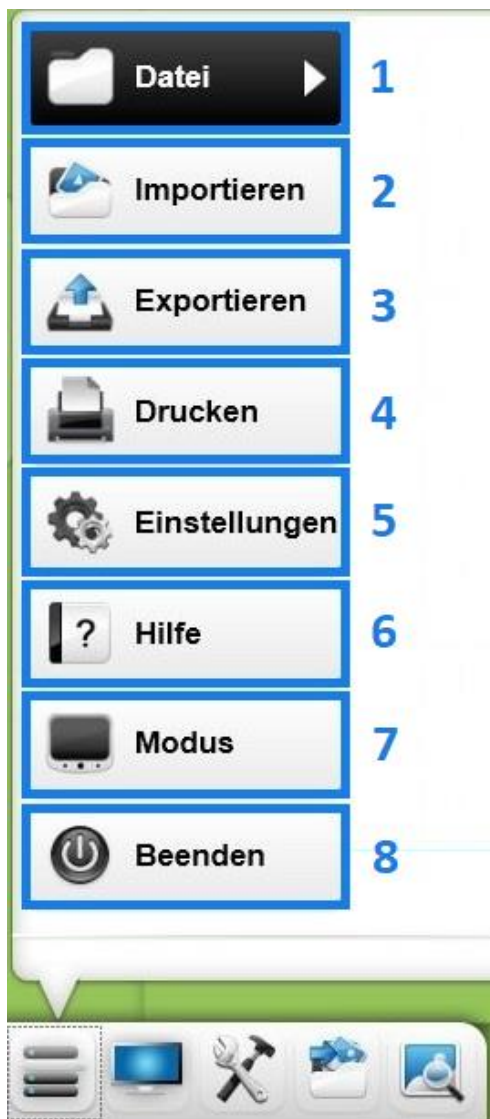 Datei 1
Importieren 2
Exportieren 3
Drucken 4
Einstellungen 5
? Hilfe 6
Modus 7
Beenden 8